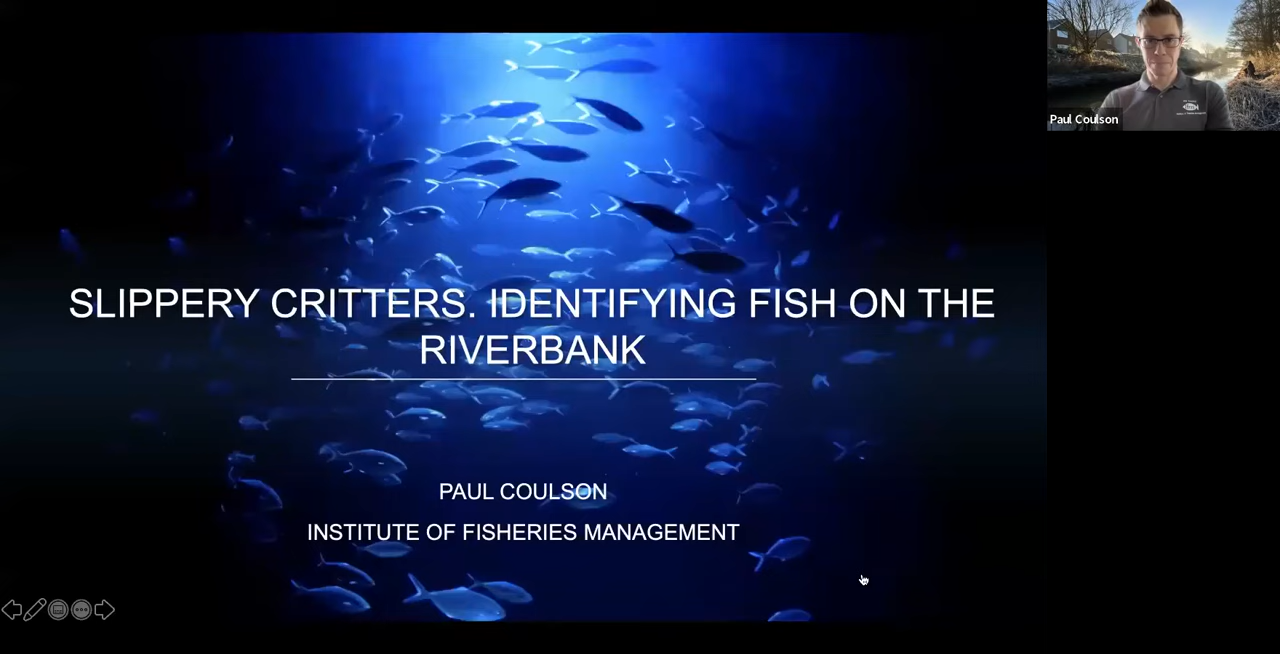 SLIPPERY CRITTERS. IDENTIFYING FISH ON THE
RIVERBANK
PAUL COULSON
INSTITUTE OF FISHERIES MANAGEMENT
Paul Coulson